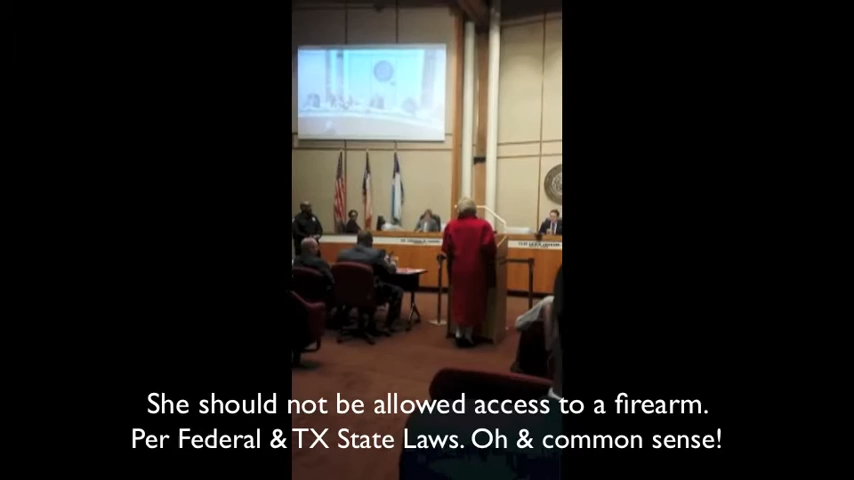 She should not be allowed access to a firearm.
Per Federal & TX State Laws. Oh & common sense!